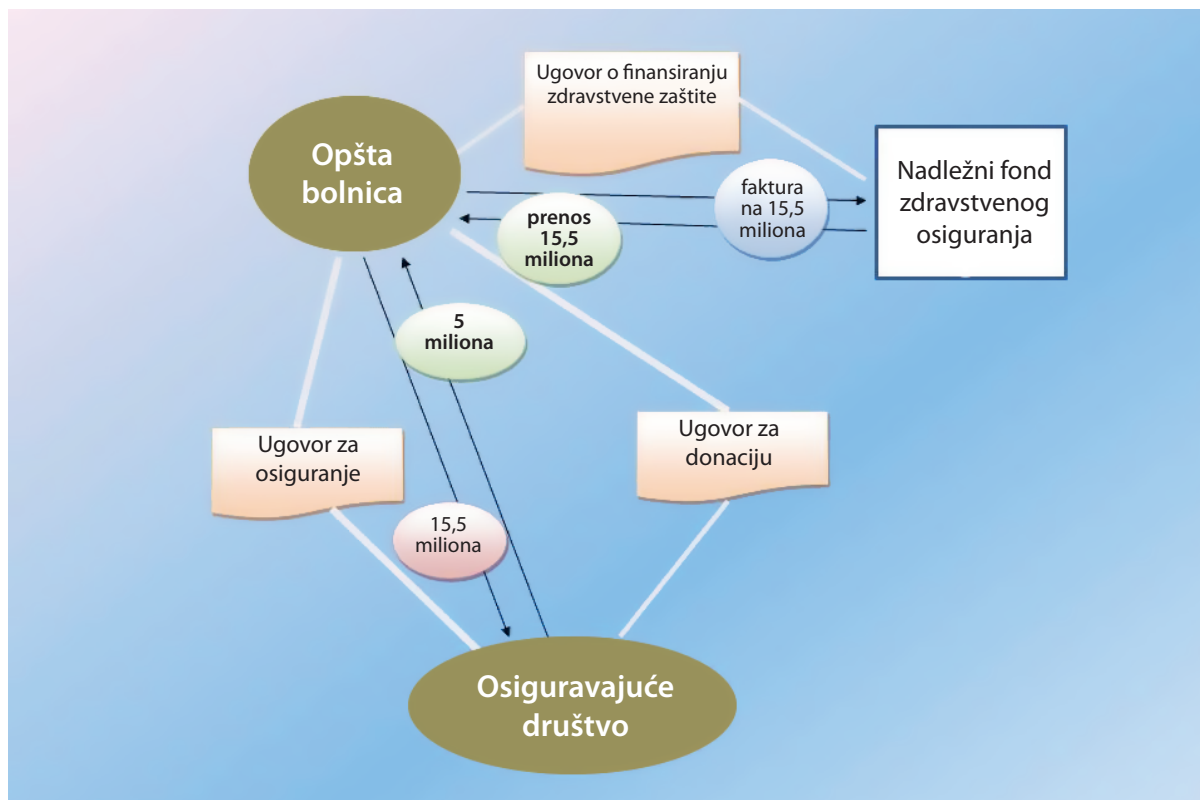 Ugovor o finansiranju
zdravstvene zaštite
Opšta
bolnica
Nadležni fond
zdravstvenog
osiguranja
faktura
na 15,5
miliona
prenos
15,5
miliona
5
miliona
Ugovor za
osiguranje
Ugovor za
donaciju
15,5
miliona
Osiguravajuće
društvo